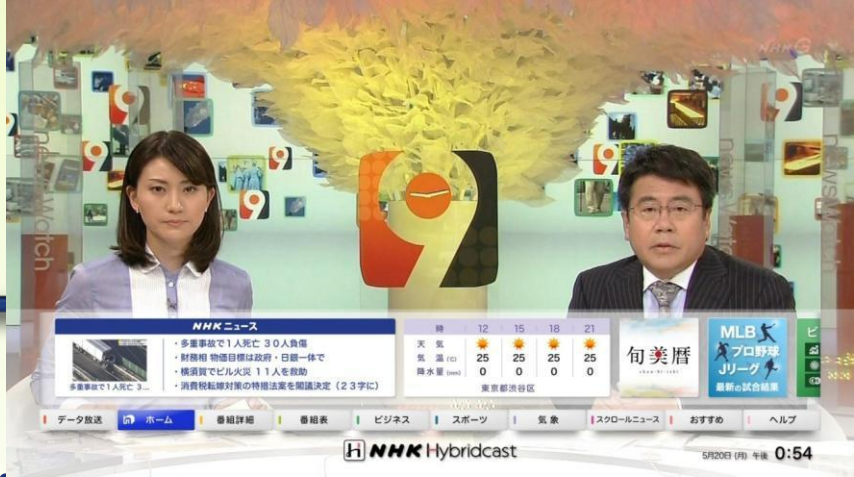 NHK G
news watch
9
news watch
NHKニュース
・多重事故で1人死亡 30人負傷
・財務相 物価目標は政府・日銀一体で
・横須賀でビル火災 11人を救助
・消費税転嫁対策の特措法案を閣議決定(23字に)
多重事故で1人死亡 3...
時 12 15 18 21
天気
気温(℃) 25 25 25 25
降水量(mm) 0 0 0 0
東京都渋谷区
旬美暦
MLB
プロ野球
Jリーグ
最新の試合結果
ビ
データ放送 ホーム 番組詳細 番組表 ビジネス スポーツ 気象 スクロールニュース おすすめ ヘルプ
NHK Hybridcast
5月20日(月) 午後 0:54